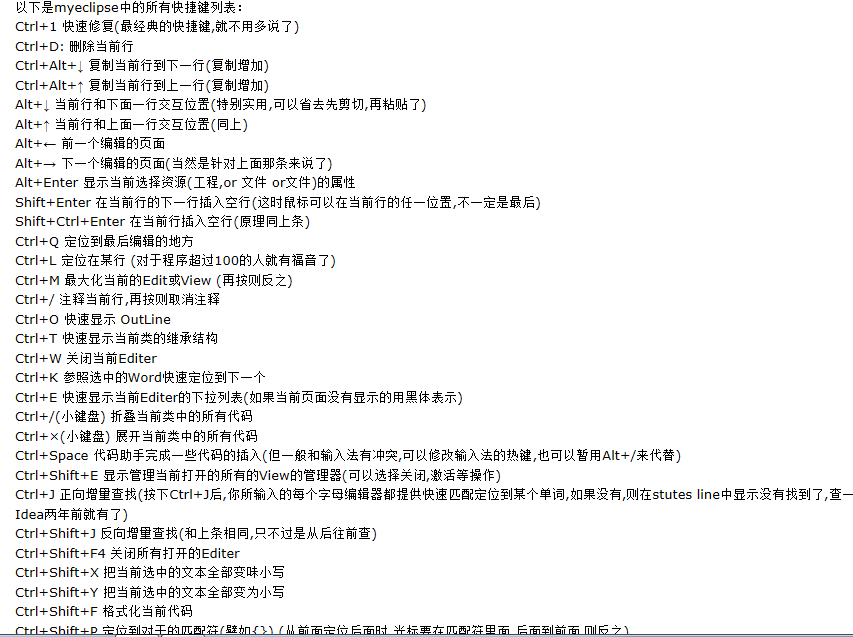 以下是myeclipse中的所有快捷键列表：
Ctrl+1 快速修复(最经典的快捷键,就不用多说了)
Ctrl+D: 删除当前行
Ctrl+Alt+↓ 复制当前行到下一行(复制增加)
Ctrl+Alt+↑ 复制当前行到上一行(复制增加)
Alt+↓ 当前行和下面一行交互位置(特别实用,可以省去先剪切,再粘贴了)
Alt+↑ 当前行和上面一行交互位置(同上)
Alt+← 前一个编辑的页面
Alt+→ 下一个编辑的页面(当然是针对上面那条来说了)
Alt+Enter 显示当前选择资源(工程,or 文件 or文件)的属性
Shift+Enter 在当前行的下一行插入空行(这时鼠标可以在当前行的任一位置,不一定是最后)
Shift+Ctrl+Enter 在当前行插入空行(原理同上条)
Ctrl+Q 定位到最后编辑的地方
Ctrl+L 定位在某行 (对于程序超过100的人就有福音了)
Ctrl+M 最大化当前的Edit或View (再按则反之)
Ctrl+/ 注释当前行,再按则取消注释
Ctrl+O 快速显示 OutLine
Ctrl+T 快速显示当前类的继承结构
Ctrl+W 关闭当前Editer
Ctrl+K 参照选中的Word快速定位到下一个
Ctrl+E 快速显示当前Editer的下拉列表(如果当前页面没有显示的用黑体表示)
Ctrl+/(小键盘) 折叠当前类中的所有代码
Ctrl+×(小键盘) 展开当前类中的所有代码
Ctrl+Space 代码助手完成一些代码的插入(但一般和输入法有冲突,可以修改输入法的热键,也可以暂用Alt+/来代替)
Ctrl+Shift+E 显示管理当前打开的所有的View的管理器(可以选择关闭,激活等操作)
Ctrl+J 正向增量查找(按下Ctrl+J后,你所输入的每个字母编辑器都提供快速匹配定位到某个单词,如果没有,则在stutes line中显示没有找到了,查一
Idea两年前就有了)
Ctrl+Shift+J 反向增量查找(和上条相同,只不过是从后往前查)
Ctrl+Shift+F4 关闭所有打开的Editer
Ctrl+Shift+X 把当前选中的文本全部变味小写
Ctrl+Shift+Y 把当前选中的文本全部变为小写
Ctrl+Shift+F 格式化当前代码
Ctrl+Shift+P 定位到对于的匹配符(譬如{}) (从前面定位后面时,光标要在匹配符里面,后面到前面,则反之)